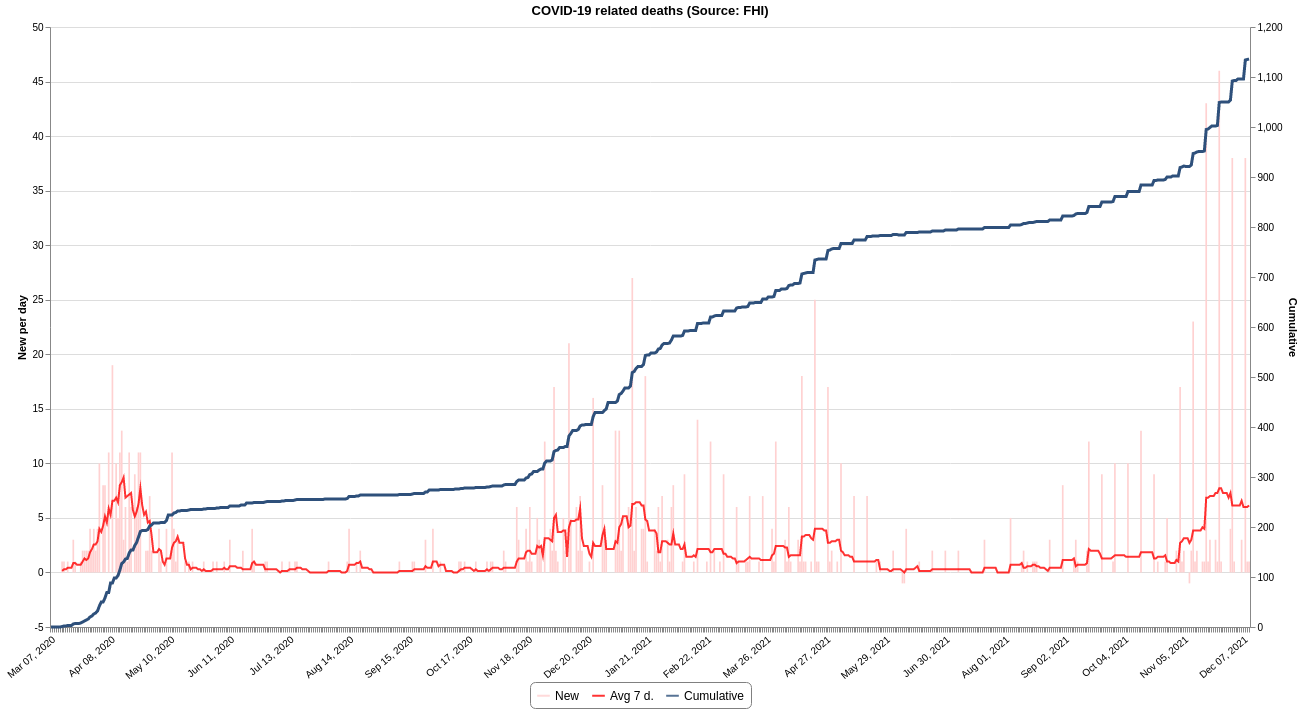 COVID-19 related deaths (Source: FHI)
50
45
40
35
30
25
20
15
10
5
0
-5
New per day
1,200
1,100
1,000
900
800
700
600
500
400
300
200
100
0
Cumulative
Mar 07, 2020
Apr 08, 2020
May 10, 2020
Jun 11, 2020
Jul 13, 2020
Aug 14, 2020
Sep 15, 2020
Oct 17, 2020
Nov 18, 2020
Dec 20, 2020
Jan 21, 2021
Feb 22, 2021
Mar 26, 2021
Apr 27, 2021
May 29, 2021
Jun 30, 2021
Aug 01, 2021
Sep 02, 2021
Oct 04, 2021
Nov 05, 2021
Dec 07, 2021
New Avg 7 d. Cumulative